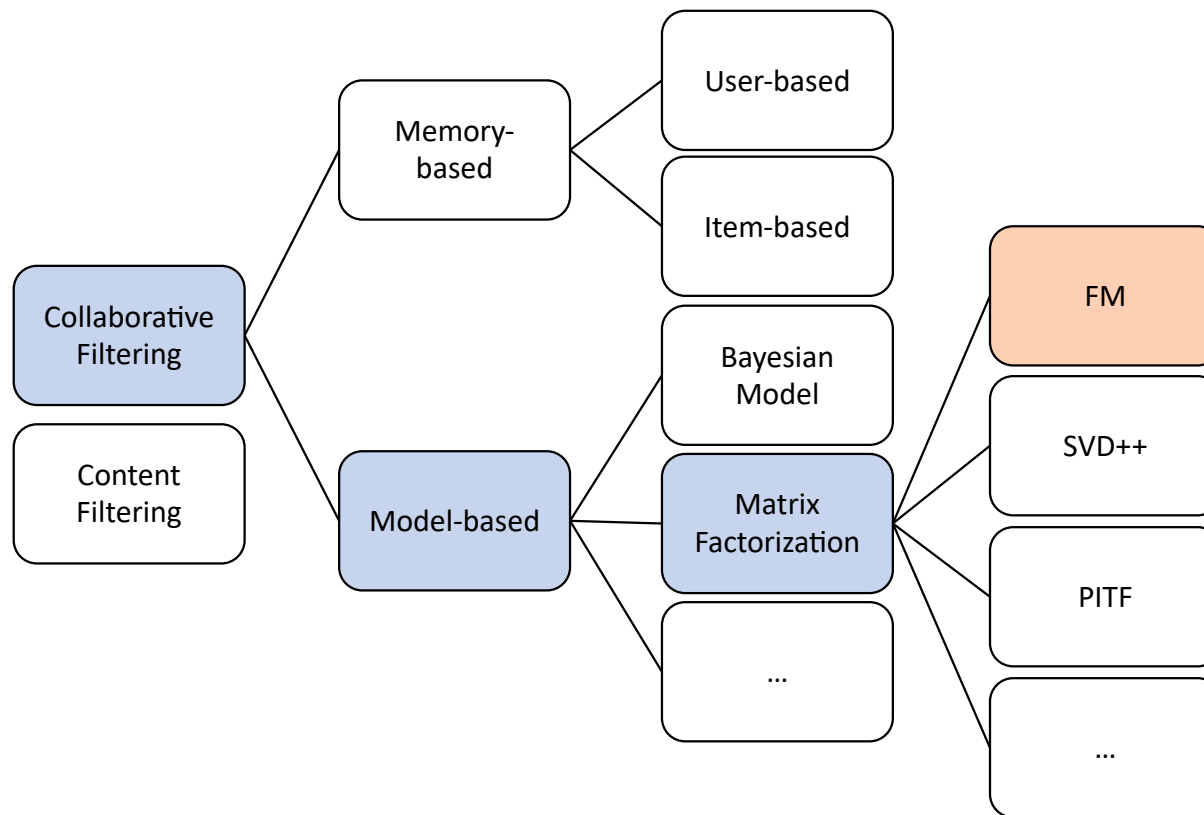 User-based
Memory-
based
Item-based
FM
Collaborative
Filtering
Bayesian
Model
SVD++
Content
Filtering
Model-based
Matrix
Factorization
PITF
...
...